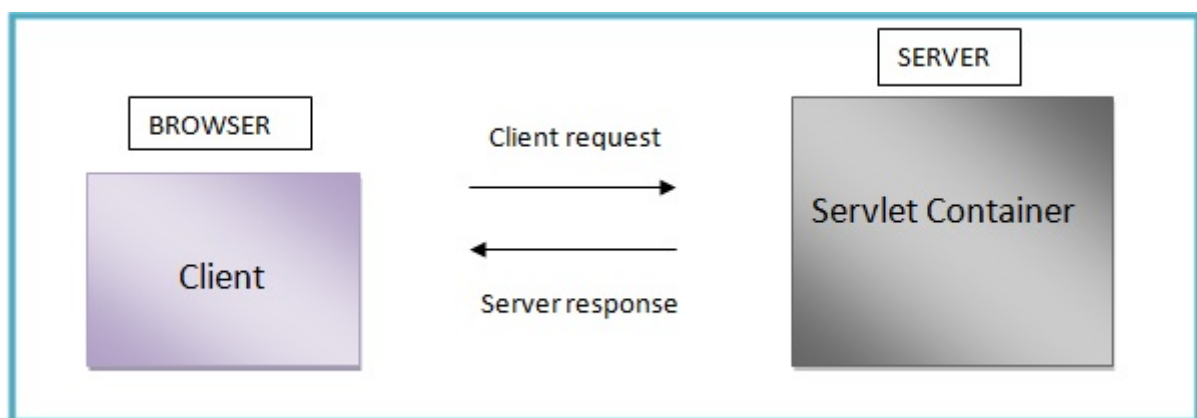 SERVER
BROWSER
Client request
Servlet Container
Client
Server response